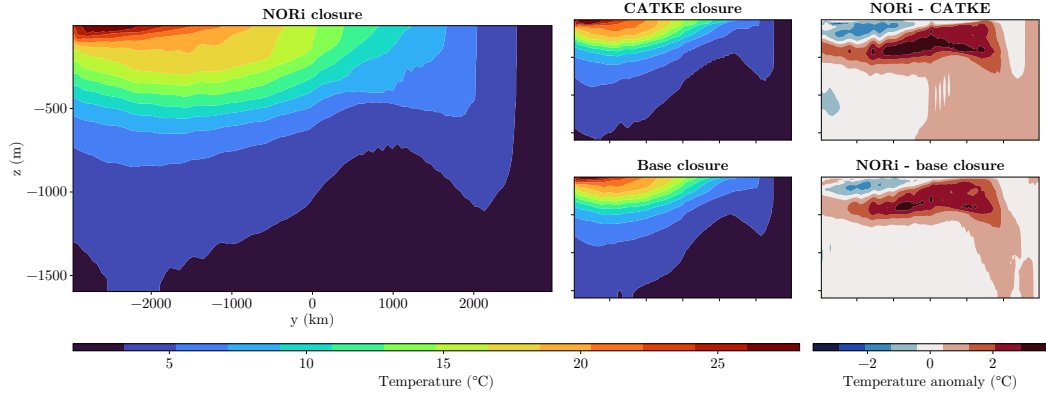 NORi closure
CATKE closure
NORi - CATKE
0
−500
−1000
−1500
z (m)
−2000
−1000
0
1000
2000
y (km)
Base closure
NORi - base closure
5
10
15
20
25
Temperature (°C)
−2
0
2
Temperature anomaly (°C)